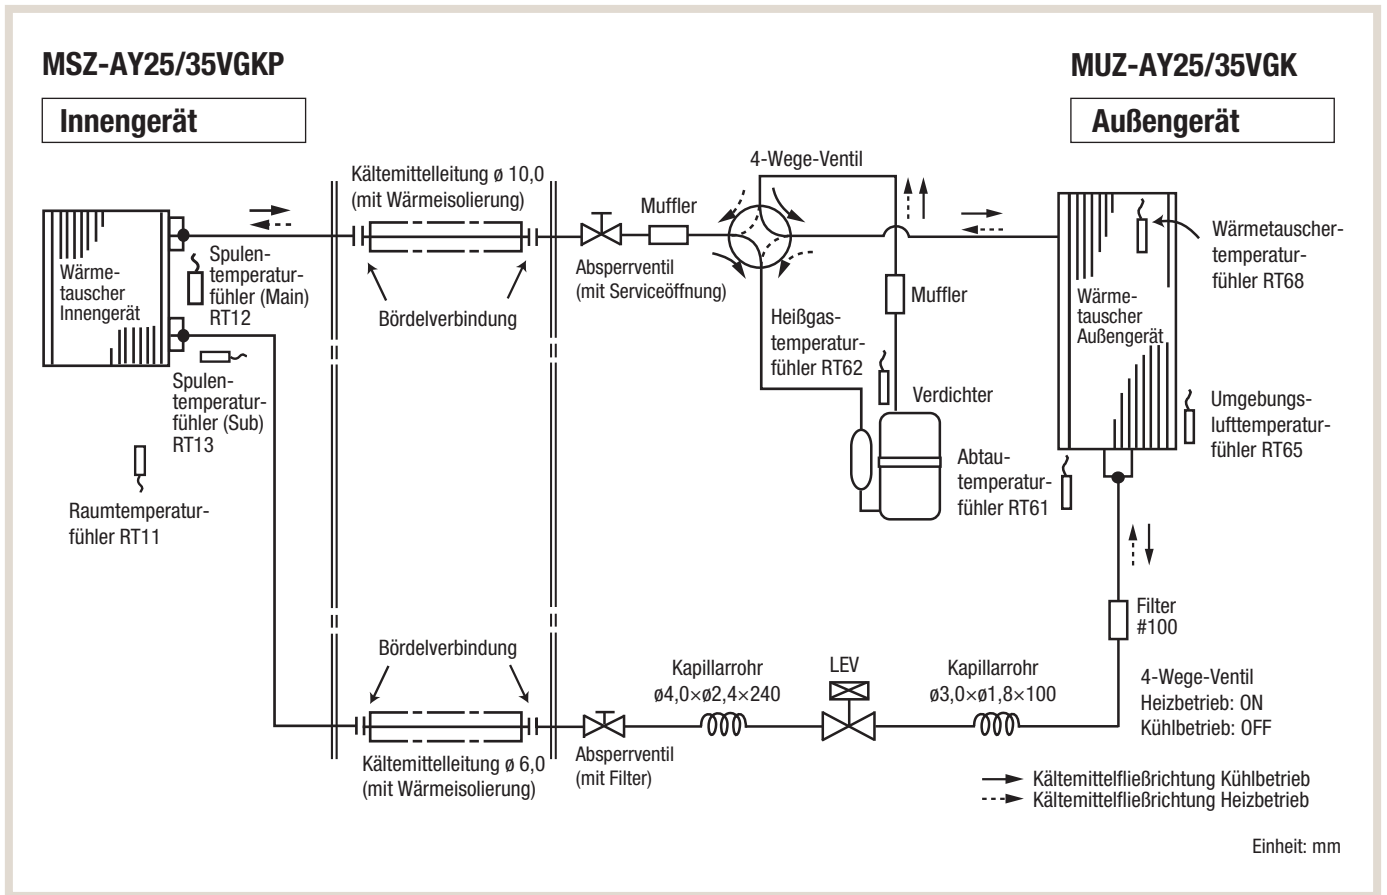 MSZ-AY25/35VGKP
MUZ-AY25/35VGK
Innengerät
Außengerät
4-Wege-Ventil
Kältemittelleitung ø 10,0
(mit Wärmeisolierung)
Muffler
Wärme-
tauscher
Innengerät
Spulen-
temperatur-
fühler (Main)
RT12
Absperrventil
(mit Serviceöffnung)
Bördelverbindung
Muffler
Heißgas-
temperatur-
fühler RT62
Wärme-
tauscher
Außengerät
Wärmetauscher-
temperatur-
fühler RT68
Spulen-
temperatur-
fühler (Sub)
RT13
Verdichter
Umgebungs-
lufttemperatur-
fühler RT65
Abtau-
temperatur-
fühler RT61
Raumtemperatur-
fühler RT11
Filter
#100
Bördelverbindung
Kapillarrohr
ø4,0×ø2,4×240
LEV
Kapillarrohr
ø3,0×ø1,8×100
4-Wege-Ventil
Heizbetrieb: ON
Kühlbetrieb: OFF
Kältemittelleitung ø 6,0
(mit Wärmeisolierung)
Absperrventil
(mit Filter)
Kältemittelfließrichtung Kühlbetrieb
Kältemittelfließrichtung Heizbetrieb
Einheit: mm